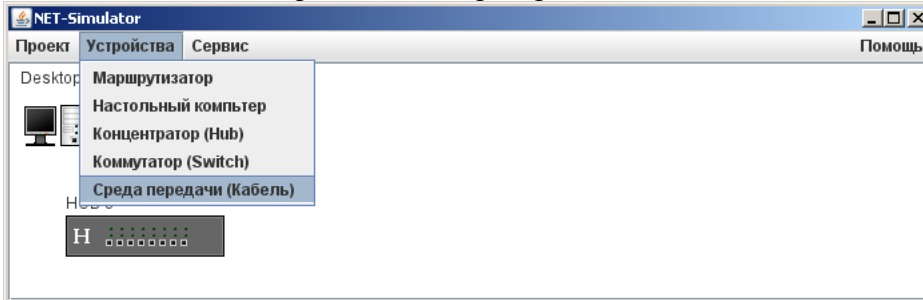 NET-Simulator
Проект Устройства Сервис Помощь
Desktop
Маршрутизатор
Настольный компьтер
Концентратор (Hub)
Коммутатор (Switch)
Среда передачи (Кабель)
H